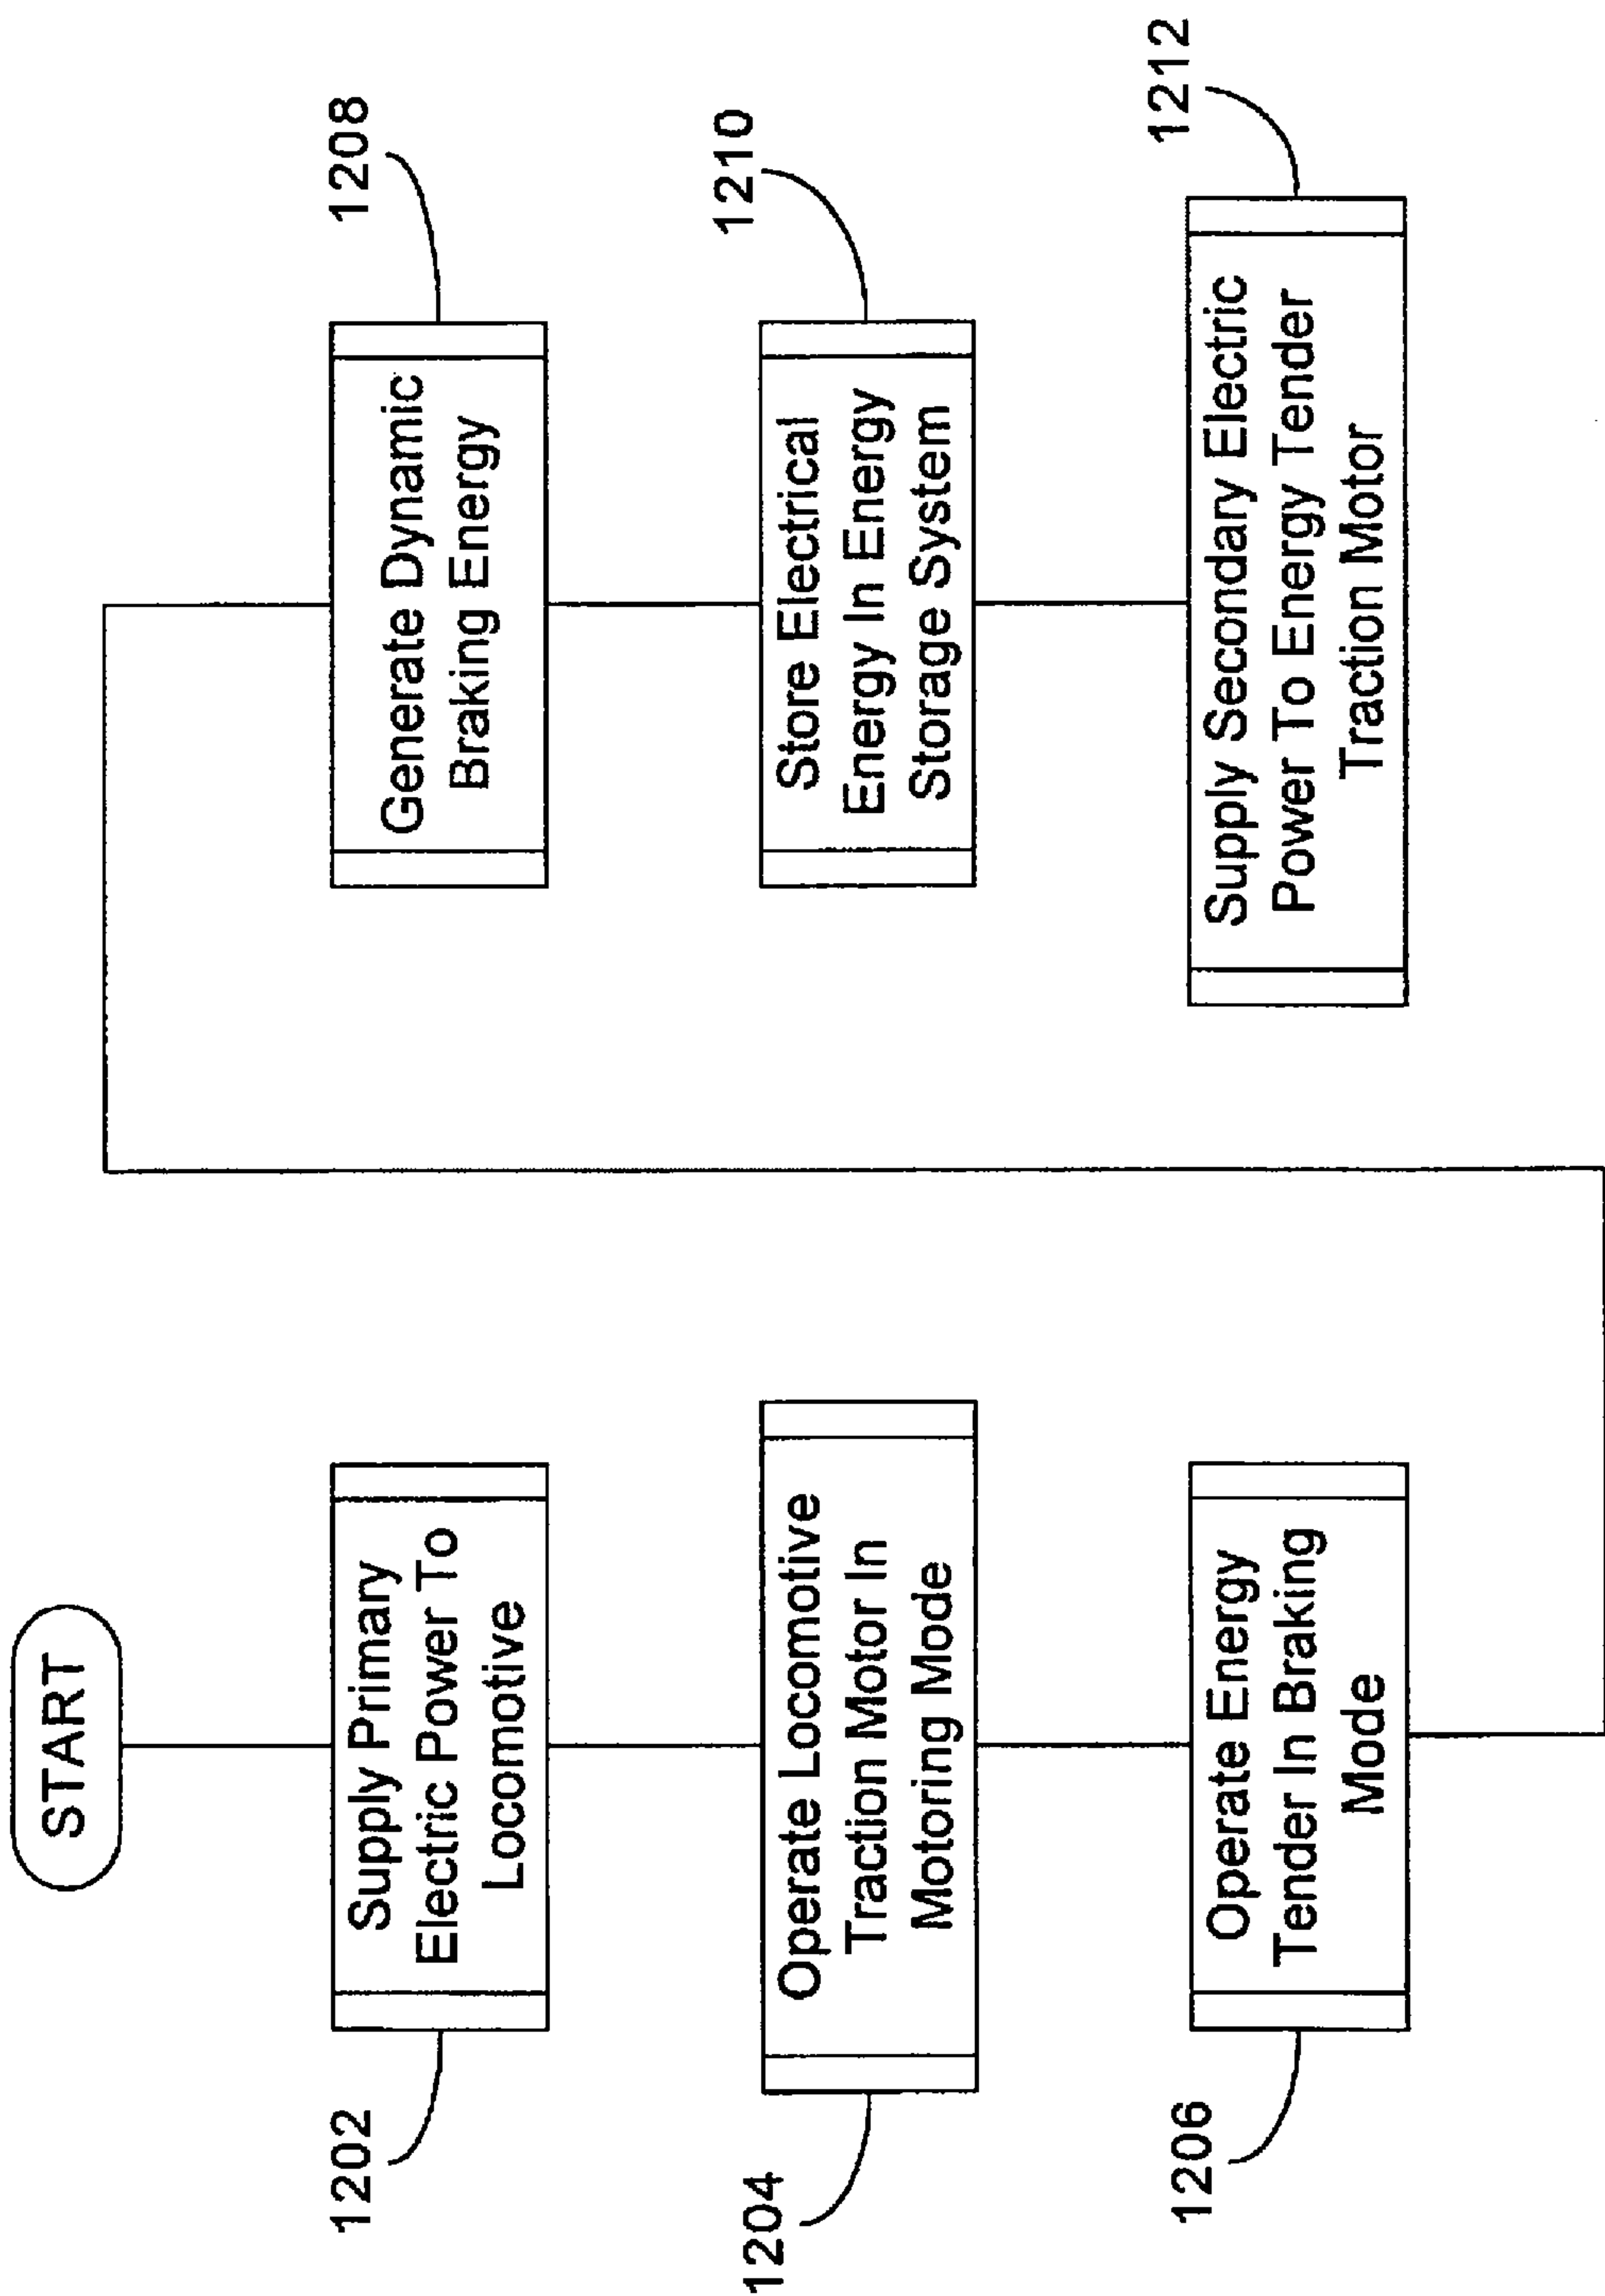 START
1202
Supply Primary
Electric Power To
Locomotive
1204
Operate Locomotive
Traction Motor In
Motoring Mode
1206
Operate Energy
Tender In Braking
Mode
1208
Generate Dynamic
Braking Energy
1210
Store Electrical
Energy In Energy
Storage System
1212
Supply Secondary Electric
Power To Energy Tender
Traction Motor